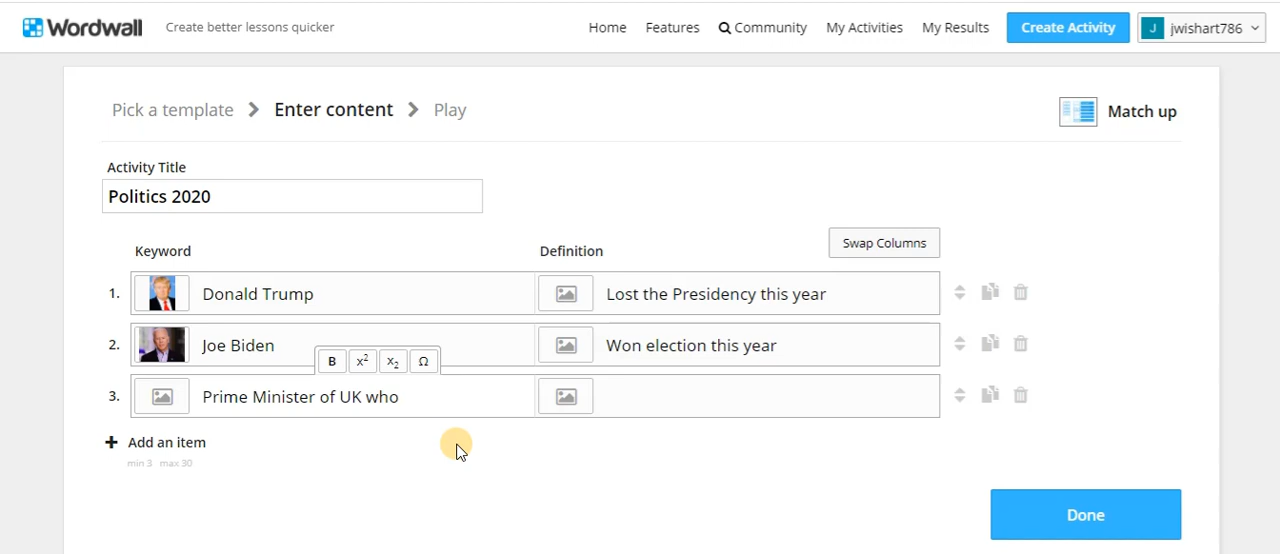 Wordwall Create better lessons quicker Home Features Community My Activities My Results Create Activity J jwishart786
Pick a template Enter content Play Match up
Activity Title
Politics 2020
Keyword Definition Swap Columns
1. Donald Trump Lost the Presidency this year
2. Joe Biden Won election this year
B x² x₂ Ω
3. Prime Minister of UK who
+ Add an item
min 3 max 30
Done